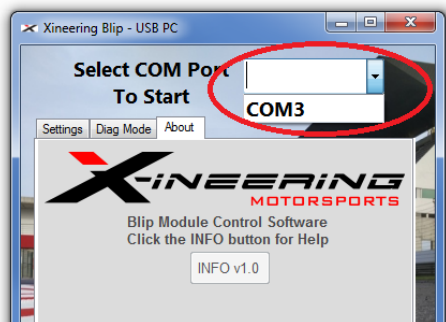 Xineering Blip - USB PC
Select COM Port
To Start
COM3
Settings Diag Mode About
X-iNEERiNG
MOTORSPORTS
Blip Module Control Software
Click the INFO button for Help
INFO v1.0